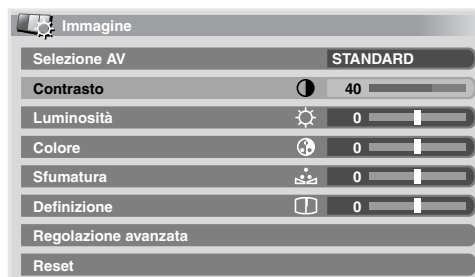 Immagine
Selezione AV STANDARD
Contrasto 40
Luminosità 0
Colore 0
Sfumatura 0
Definizione 0
Regolazione avanzata
Reset